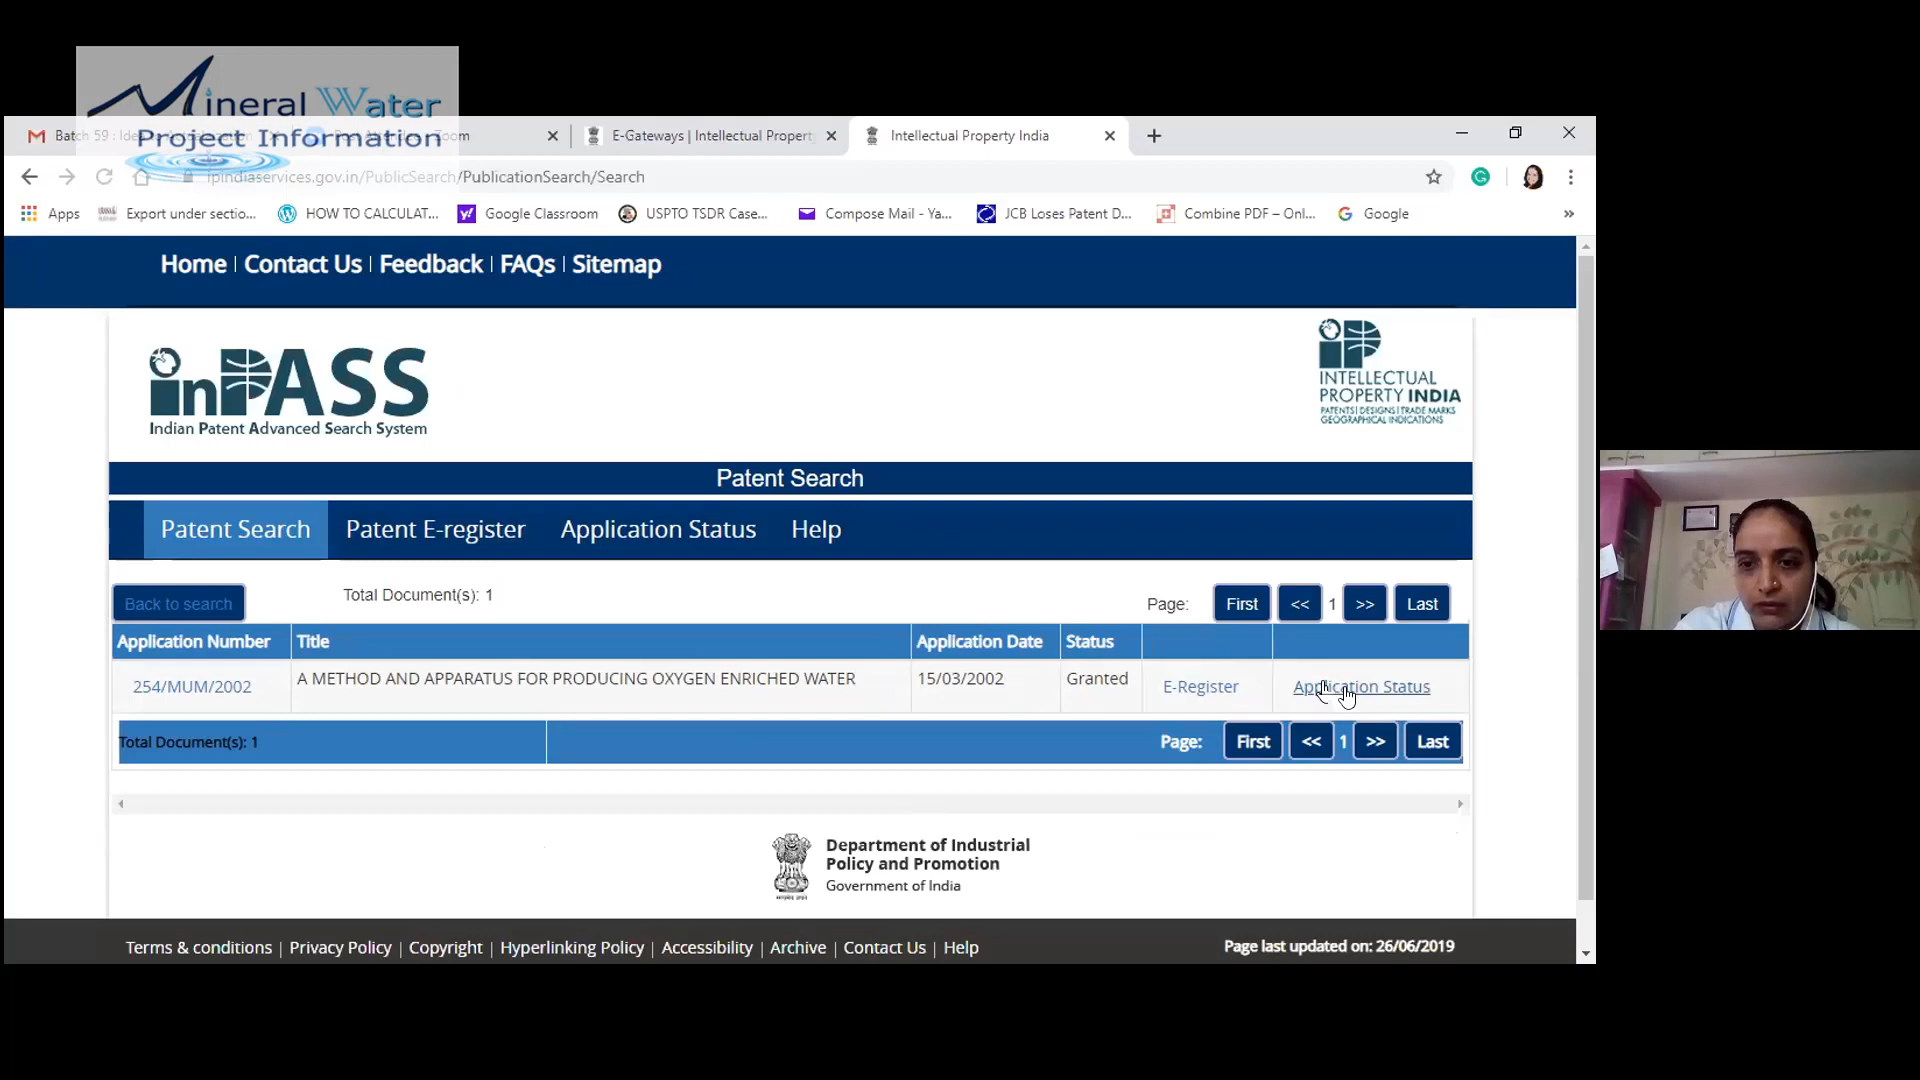 Mineral Water
Project Information
Batch 59 : Ide
Zoom
E-Gateways | Intellectual Propert
Intellectual Property India
ipindiaservices.gov.in/PublicSearch/PublicationSearch/Search
Apps
Export under sectio...
HOW TO CALCULAT...
Google Classroom
USPTO TSDR Case...
Compose Mail - Ya...
JCB Loses Patent D...
Combine PDF – Onl...
Google
»
Home | Contact Us | Feedback | FAQs | Sitemap
inPASS
Indian Patent Advanced Search System
iP
INTELLECTUAL
PROPERTY INDIA
PATENTS | DESIGNS | TRADE MARKS
GEOGRAPHICAL INDICATIONS
Patent Search
Patent Search Patent E-register Application Status Help
Back to search Total Document(s): 1 Page: First << 1 >> Last
Application Number Title Application Date Status
254/MUM/2002 A METHOD AND APPARATUS FOR PRODUCING OXYGEN ENRICHED WATER 15/03/2002 Granted E-Register Application Status
Total Document(s): 1 Page: First << 1 >> Last
Department of Industrial
Policy and Promotion
Government of India
Terms & conditions | Privacy Policy | Copyright | Hyperlinking Policy | Accessibility | Archive | Contact Us | Help Page last updated on: 26/06/2019